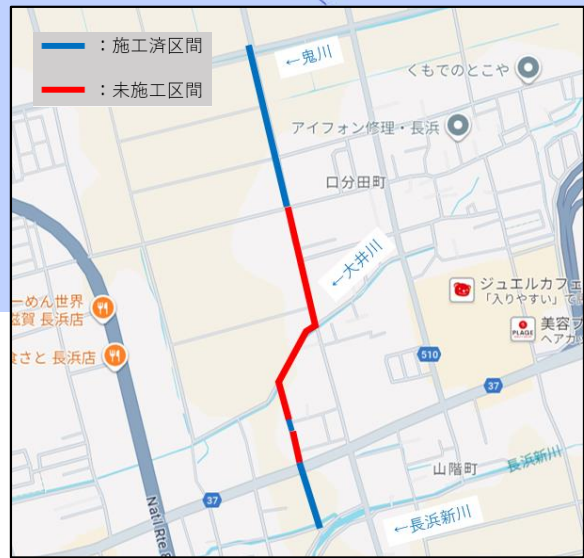 ：施工済区間
：未施工区間
←鬼川
くもでのとこや
アイフォン修理・長浜
口分田町
←大井川
ーめん世界
滋賀 長浜店
食さと 長浜店
ジュエルカフェ
「入りやすい」て
PLAGE
美容プ
ヘアカ
510
37
山階町
長浜新川
37
←長浜新川
Nat'l Rte 8